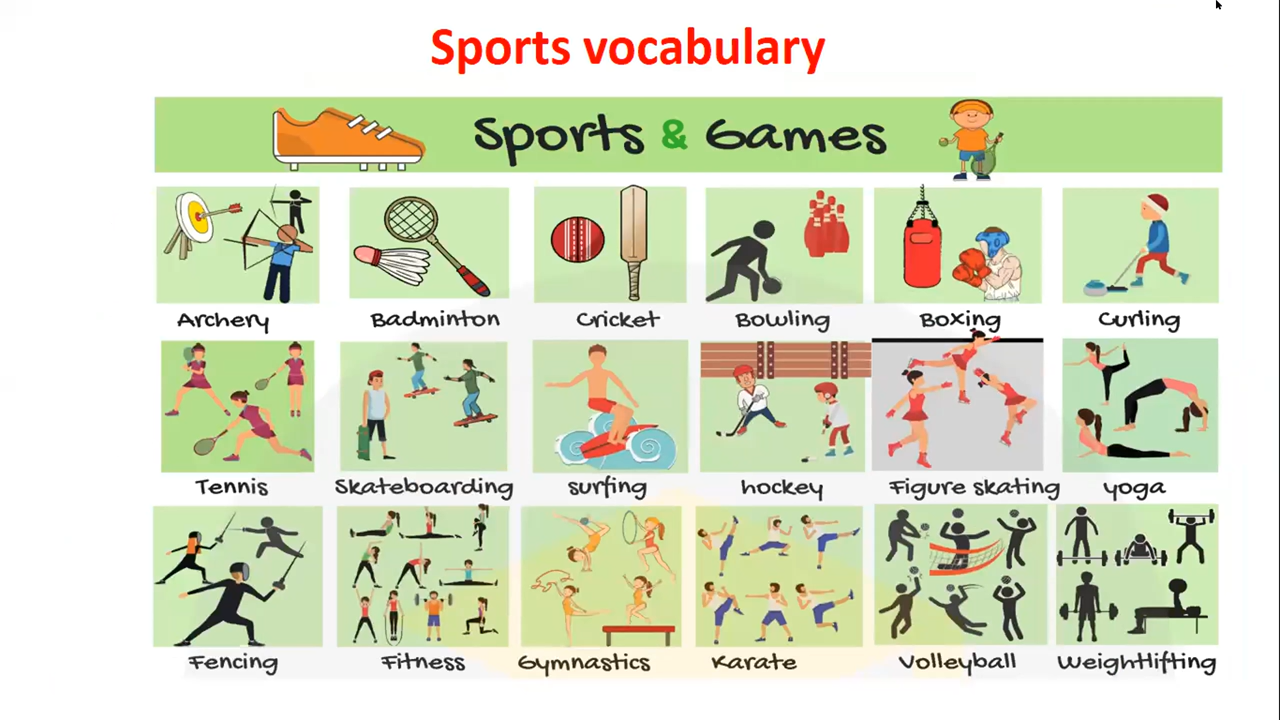 Sports vocabulary
Sports & Games
Archery Badminton Cricket Bowling Boxing Curling
Tennis Skateboarding surfing hockey Figure skating yoga
Fencing Fitness Gymnastics Karate Volleyball Weightlifting